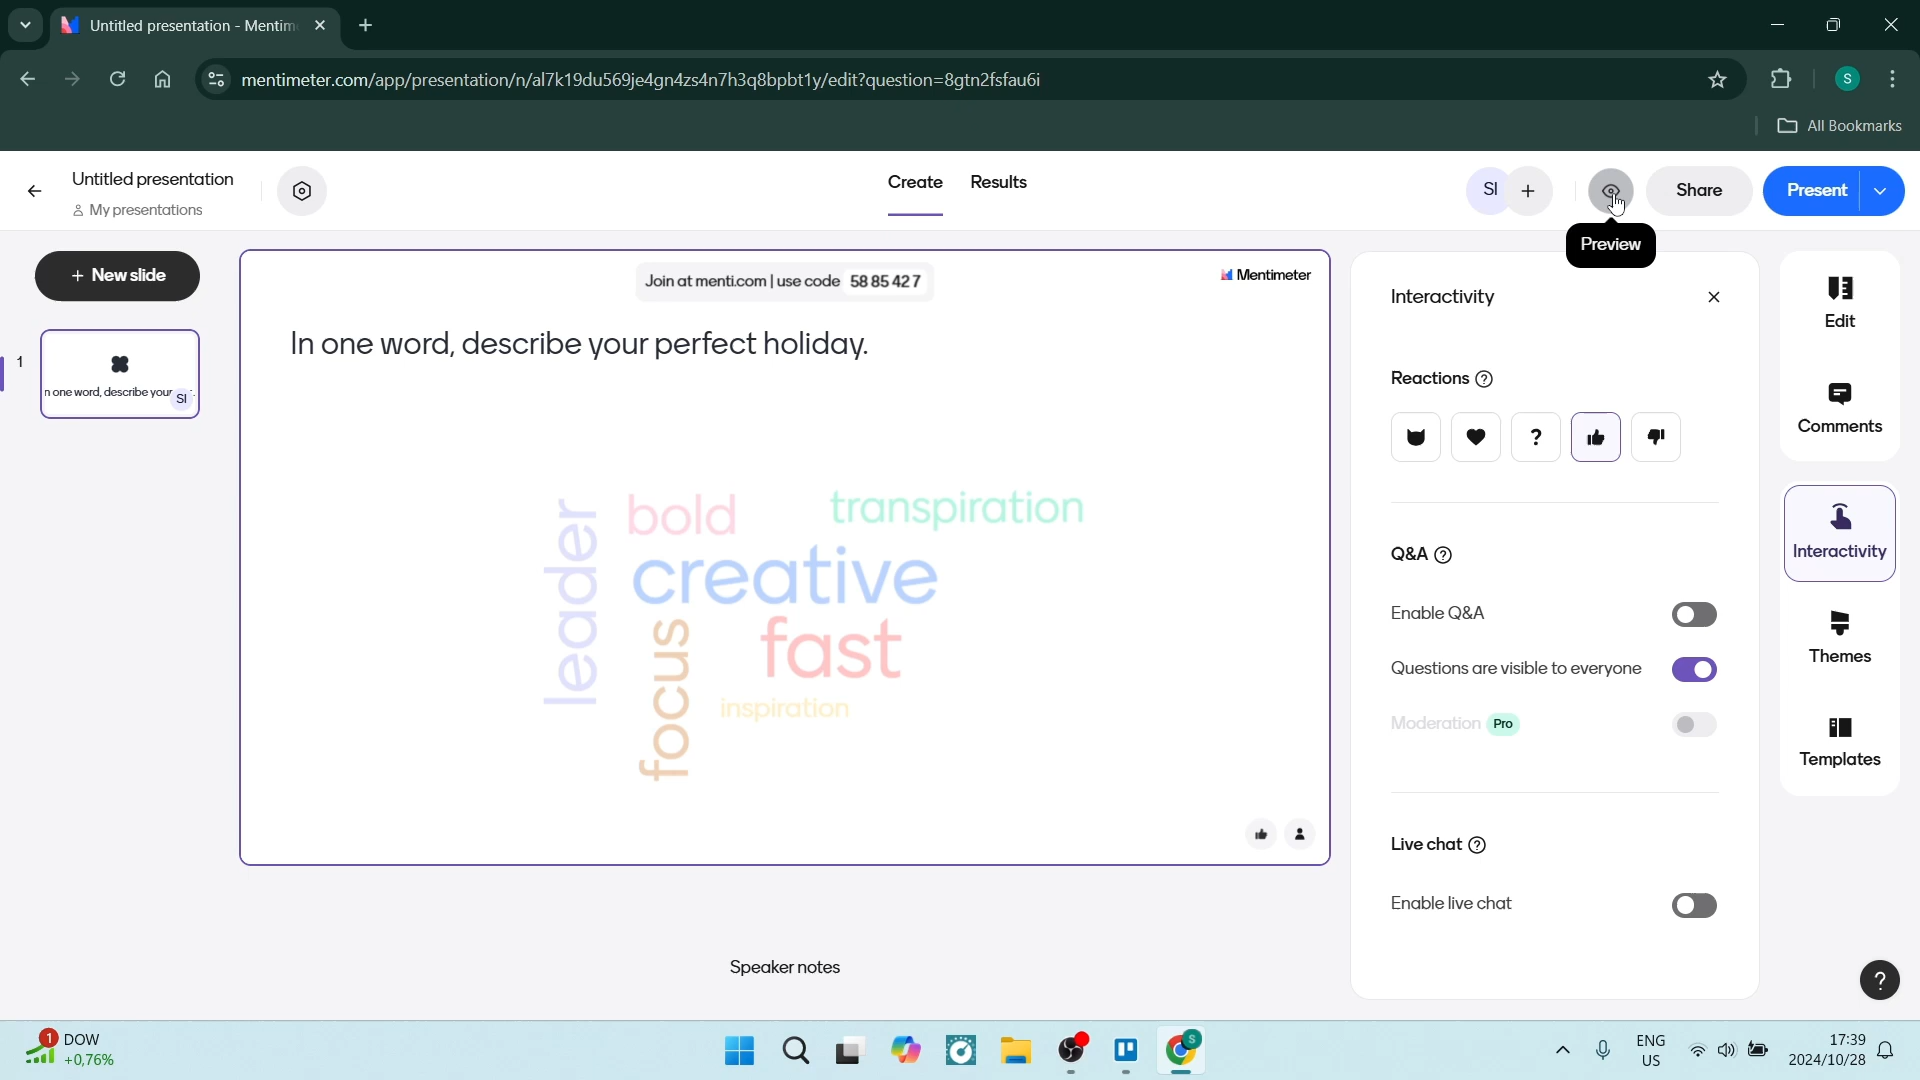 Untitled presentation - Mentim
mentimeter.com/app/presentation/n/al7k19du569je4gn4zs4n7h3q8bpbt1y/edit?question=8gtn2fsfau6i
S
All Bookmarks
Untitled presentation
My presentations
Create
Results
SI
Share
Present
Preview
+ New slide
1
n one word, describe your
SI
Join at menti.com | use code 58 85 42 7
Mentimeter
In one word, describe your perfect holiday.
leader
bold
transpiration
creative
focus
fast
inspiration
Speaker notes
Interactivity
Reactions
?
Q&A
Enable Q&A
Questions are visible to everyone
Moderation Pro
Live chat
Enable live chat
Edit
Comments
Interactivity
Themes
Templates
?
1
DOW
+0,76%
S
ENG
US
17:39
2024/10/28